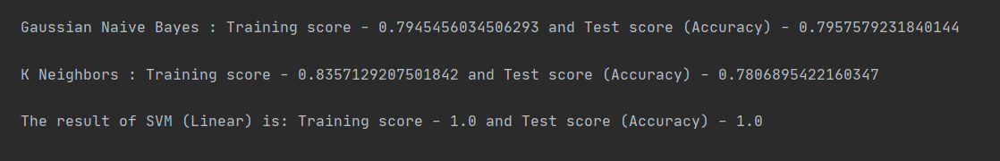 Gaussian Naive Bayes : Training score - 0.7945456034506293 and Test score (Accuracy) - 0.7957579231840144
K Neighbors : Training score - 0.8357129207501842 and Test score (Accuracy) - 0.7806895422160347
The result of SVM (Linear) is: Training score - 1.0 and Test score (Accuracy) - 1.0